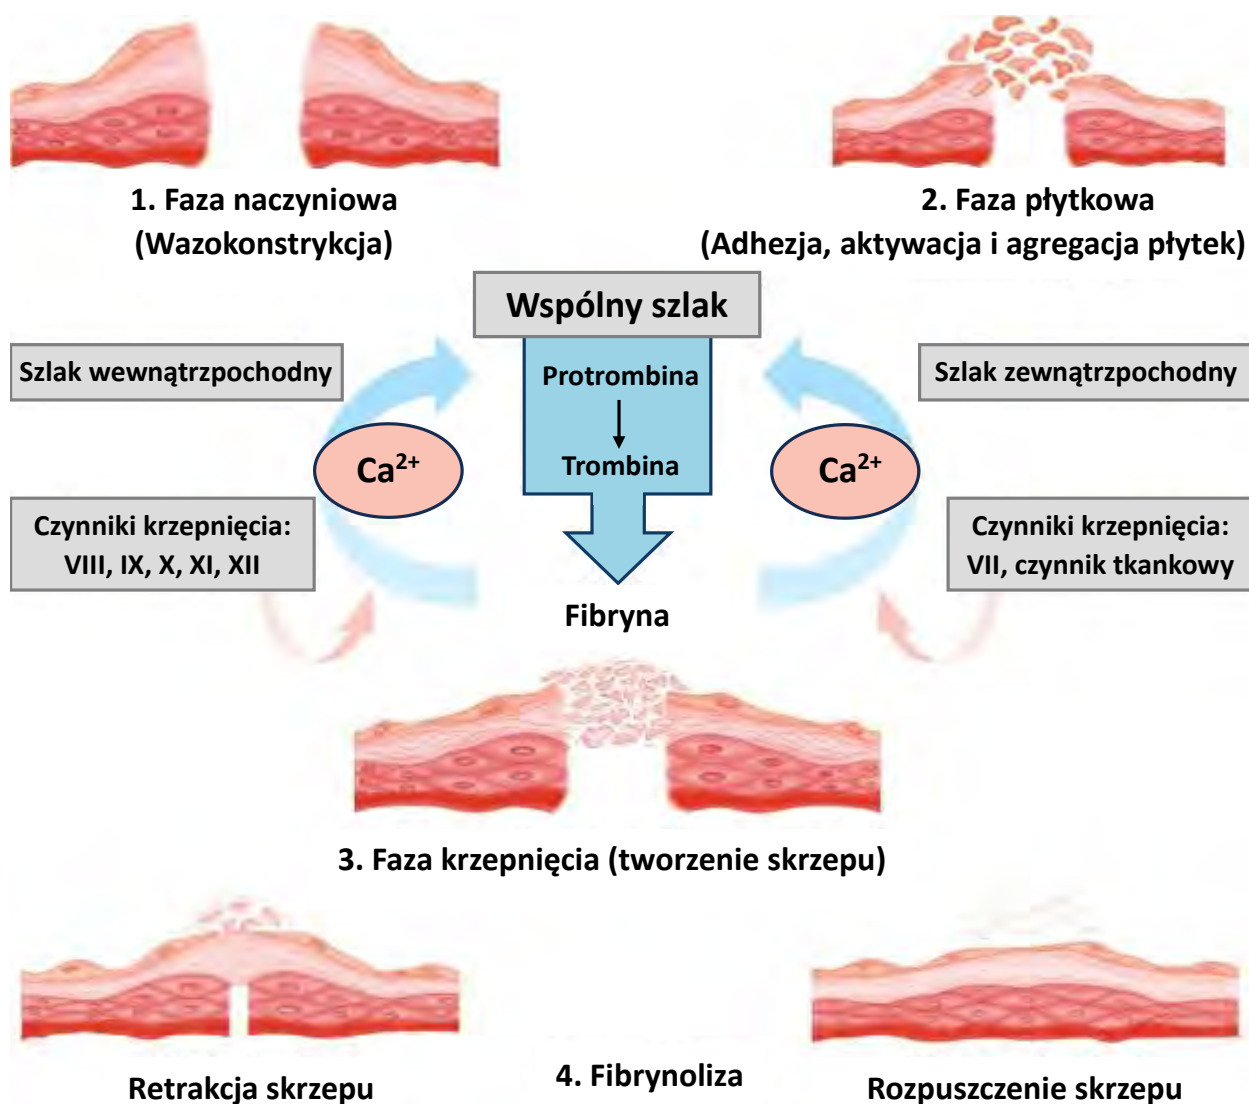 1. Faza naczyniowa
(Wazokonstrykcja)
2. Faza płytkowa
(Adhezja, aktywacja i agregacja płytek)
Wspólny szlak
Szlak wewnątrzpochodny
Protrombina
Szlak zewnątrzpochodny
Ca²⁺
Trombina
Ca²⁺
Czynniki krzepnięcia:
VIII, IX, X, XI, XII
Czynniki krzepnięcia:
VII, czynnik tkankowy
Fibryna
3. Faza krzepnięcia (tworzenie skrzepu)
Retrakcja skrzepu
4. Fibrynoliza
Rozpuszczenie skrzepu